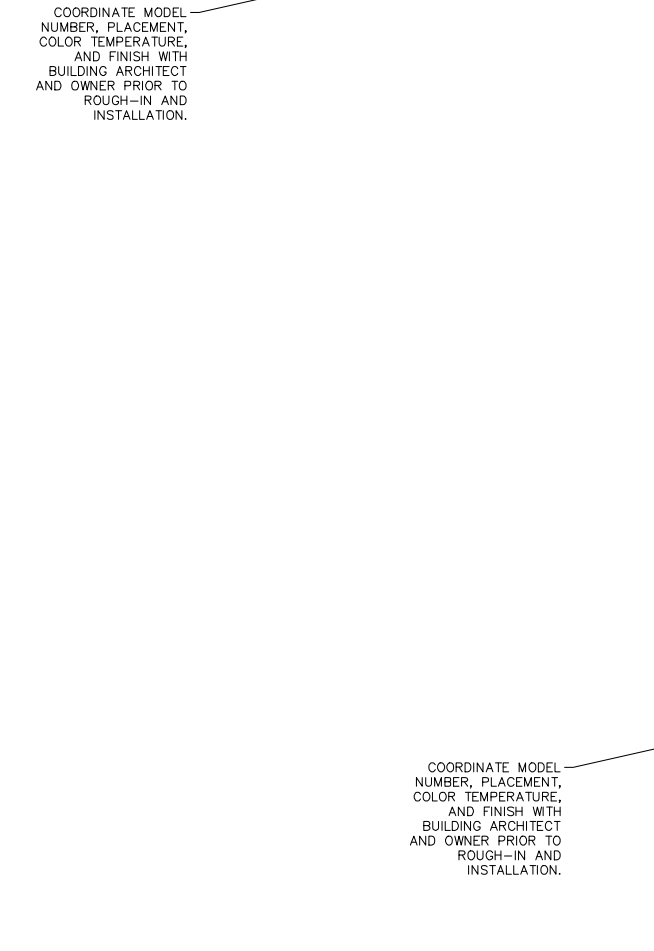 COORDINATE MODEL
NUMBER, PLACEMENT,
COLOR TEMPERATURE,
AND FINISH WITH
BUILDING ARCHITECT
AND OWNER PRIOR TO
ROUGH-IN AND
INSTALLATION.
COORDINATE MODEL
NUMBER, PLACEMENT,
COLOR TEMPERATURE,
AND FINISH WITH
BUILDING ARCHITECT
AND OWNER PRIOR TO
ROUGH-IN AND
INSTALLATION.